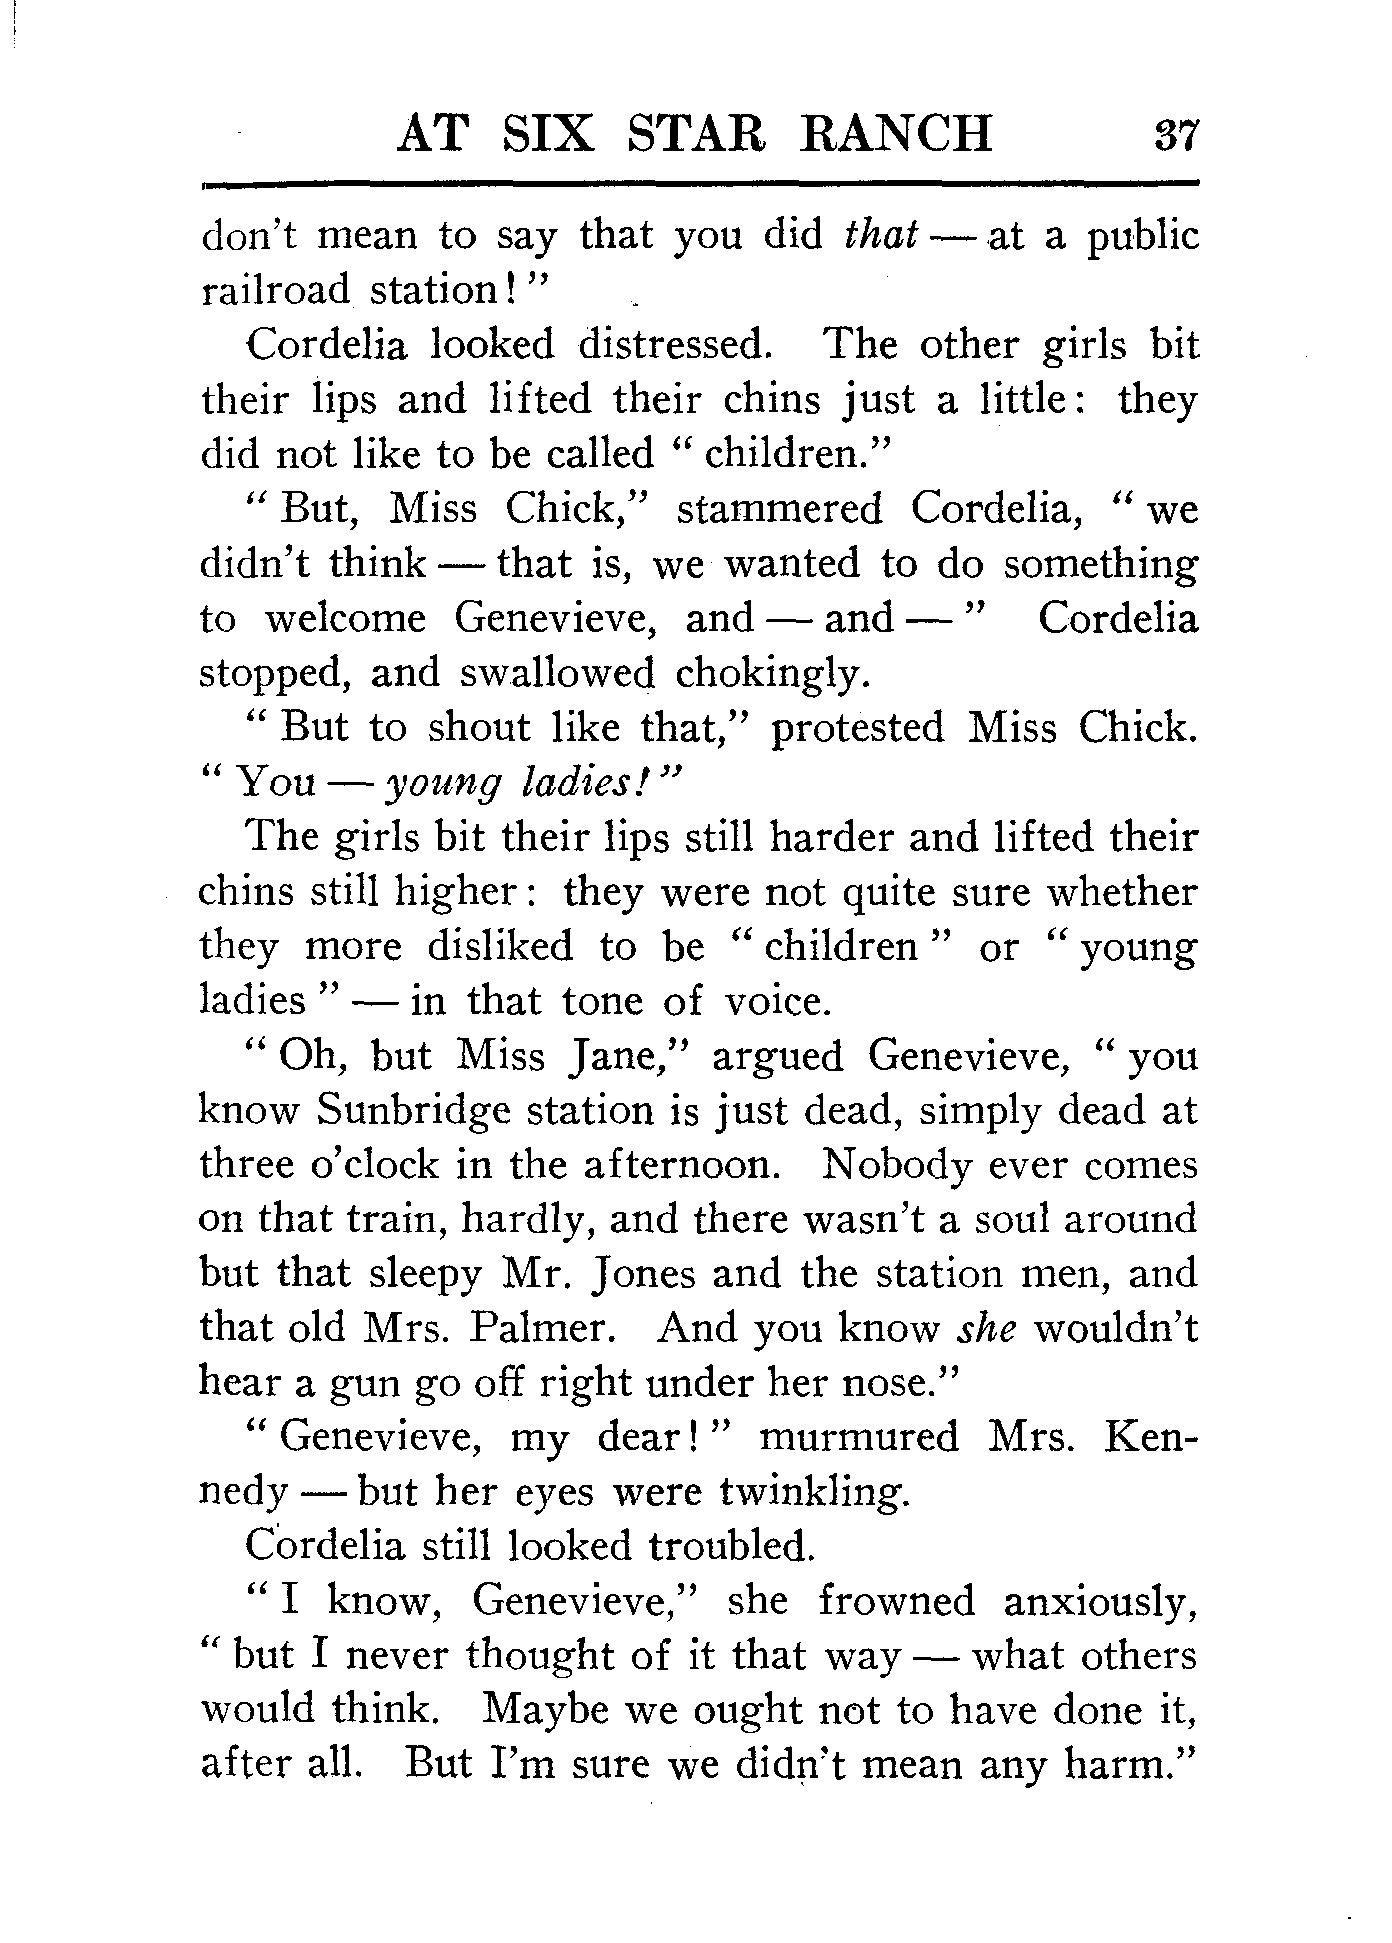 AT SIX STAR RANCH 37
don't mean to say that you did that — at a public
railroad station! "
Cordelia looked distressed. The other girls bit
their lips and lifted their chins just a little: they
did not like to be called " children."
" But, Miss Chick," stammered Cordelia, " we
didn't think — that is, we wanted to do something
to welcome Genevieve, and — and — " Cordelia
stopped, and swallowed chokingly.
" But to shout like that," protested Miss Chick.
" You — young ladies! "
The girls bit their lips still harder and lifted their
chins still higher: they were not quite sure whether
they more disliked to be " children " or " young
ladies " — in that tone of voice.
" Oh, but Miss Jane," argued Genevieve, " you
know Sunbridge station is just dead, simply dead at
three o'clock in the afternoon. Nobody ever comes
on that train, hardly, and there wasn't a soul around
but that sleepy Mr. Jones and the station men, and
that old Mrs. Palmer. And you know she wouldn't
hear a gun go off right under her nose."
" Genevieve, my dear! " murmured Mrs. Ken-
nedy — but her eyes were twinkling.
Cordelia still looked troubled.
" I know, Genevieve," she frowned anxiously,
" but I never thought of it that way — what others
would think. Maybe we ought not to have done it,
after all. But I'm sure we didn't mean any harm."